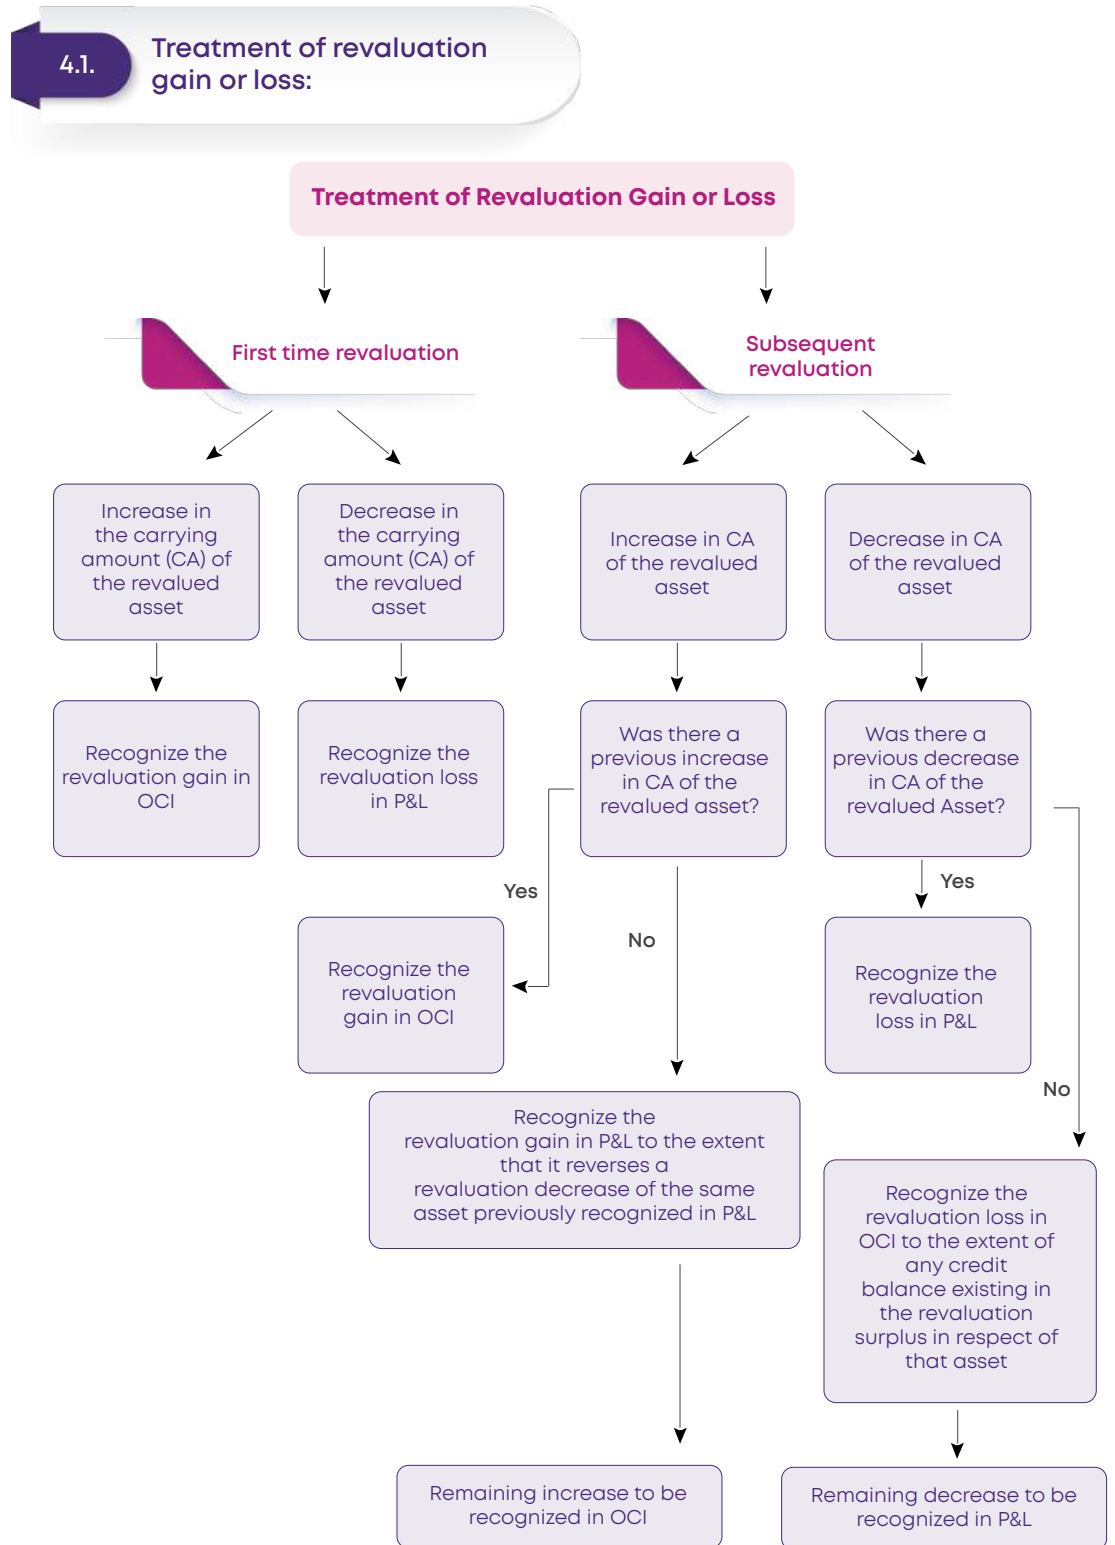 4.1.
Treatment of revaluation
gain or loss:
Treatment of Revaluation Gain or Loss
First time revaluation
Subsequent
revaluation
Increase in
the carrying
amount (CA) of
the revalued
asset
Decrease in
the carrying
amount (CA) of
the revalued
asset
Increase in CA
of the revalued
asset
Decrease in CA
of the revalued
asset
Recognize the
revaluation gain in
OCI
Recognize the
revaluation loss
in P&L
Was there a
previous increase
in CA of the
revalued asset?
Was there a
previous decrease
in CA of the
revalued Asset?
Yes
No
Yes
No
Recognize the
revaluation
gain in OCI
Recognize the
revaluation
loss in P&L
Recognize the
revaluation gain in P&L to the extent
that it reverses a
revaluation decrease of the same
asset previously recognized in P&L
Recognize the
revaluation loss in
OCI to the extent of
any credit
balance existing in
the revaluation
surplus in respect of
that asset
Remaining increase to be
recognized in OCI
Remaining decrease to be
recognized in P&L